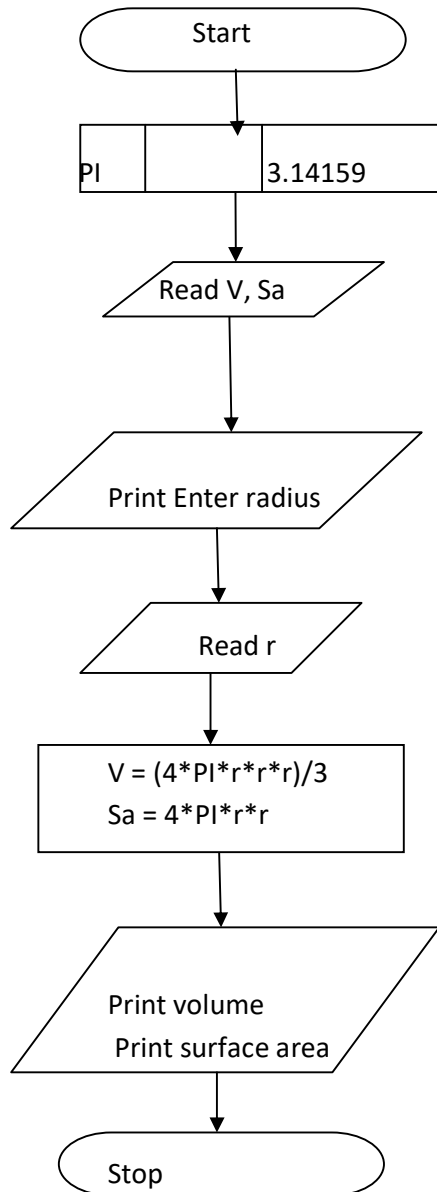 Start
PI 3.14159
Read V, Sa
Print Enter radius
Read r
V = (4*PI*r*r*r)/3
Sa = 4*PI*r*r
Print volume
Print surface area
Stop